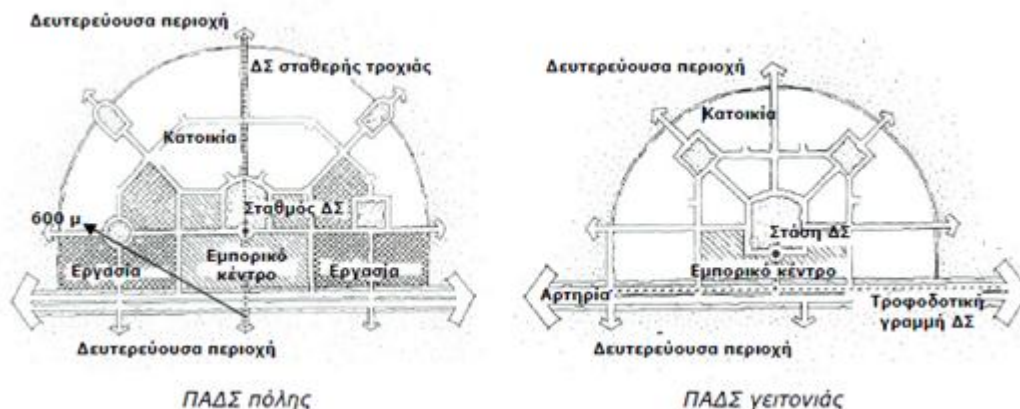 Δευτερεύουσα περιοχή
ΔΣ σταθερής τροχιάς
Κατοικία
Σταθμός ΔΣ
600 μ
Εργασία
Εμπορικό
κέντρο
Εργασία
Δευτερεύουσα περιοχή
ΠΑΔΣ πόλης
Δευτερεύουσα περιοχή
Κατοικία
Στάση ΔΣ
Εμπορικό κέντρο
Αρτηρία
Τροφοδοτική
γραμμή ΔΣ
Δευτερεύουσα περιοχή
ΠΑΔΣ γειτονιάς